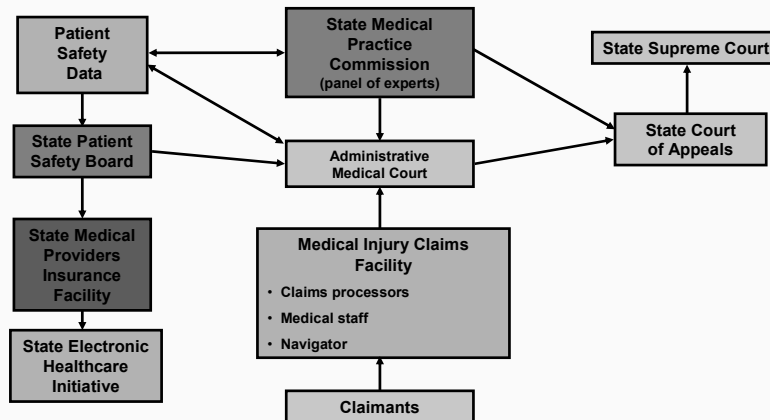 Patient
Safety
Data
State Medical
Practice
Commission
(panel of experts)
State Supreme Court
State Patient
Safety Board
Administrative
Medical Court
State Court
of Appeals
State Medical
Providers
Insurance
Facility
Medical Injury Claims
Facility
• Claims processors
• Medical staff
• Navigator
State Electronic
Healthcare
Initiative
Claimants